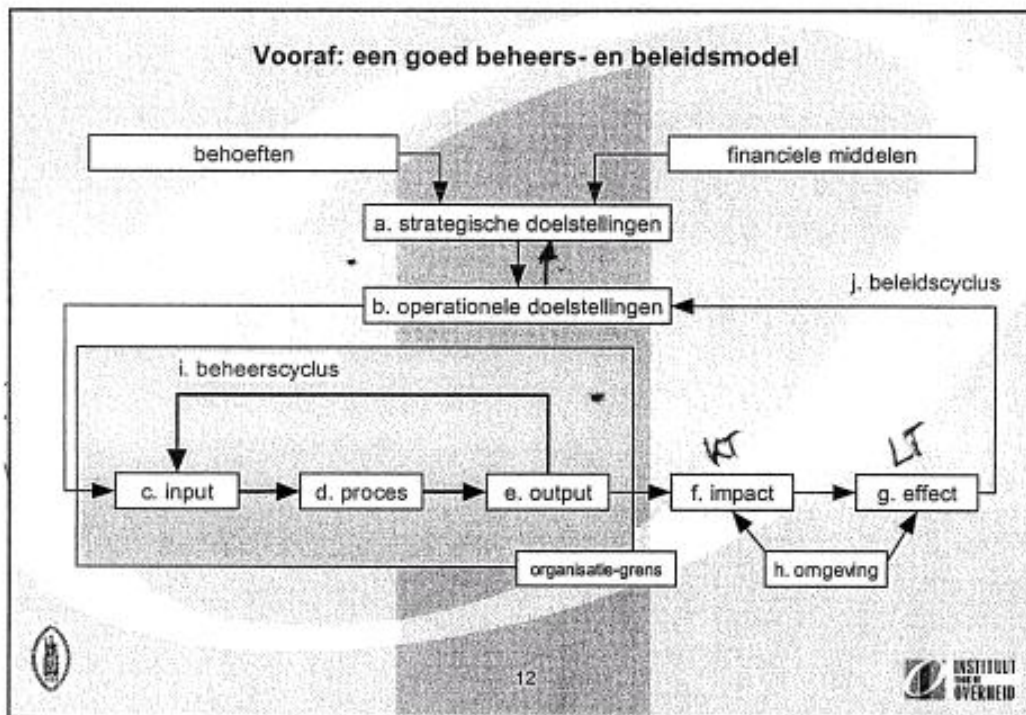 Vooraf: een goed beheers- en beleidsmodel
behoeften
financiele middelen
a. strategische doelstellingen
j. beleidscyclus
b. operationele doelstellingen
i. beheerscyclus
KT
LT
c. input
d. proces
e. output
f. impact
g. effect
organisatie-grens
h. omgeving
12
INSTITUUT
OVERHEID